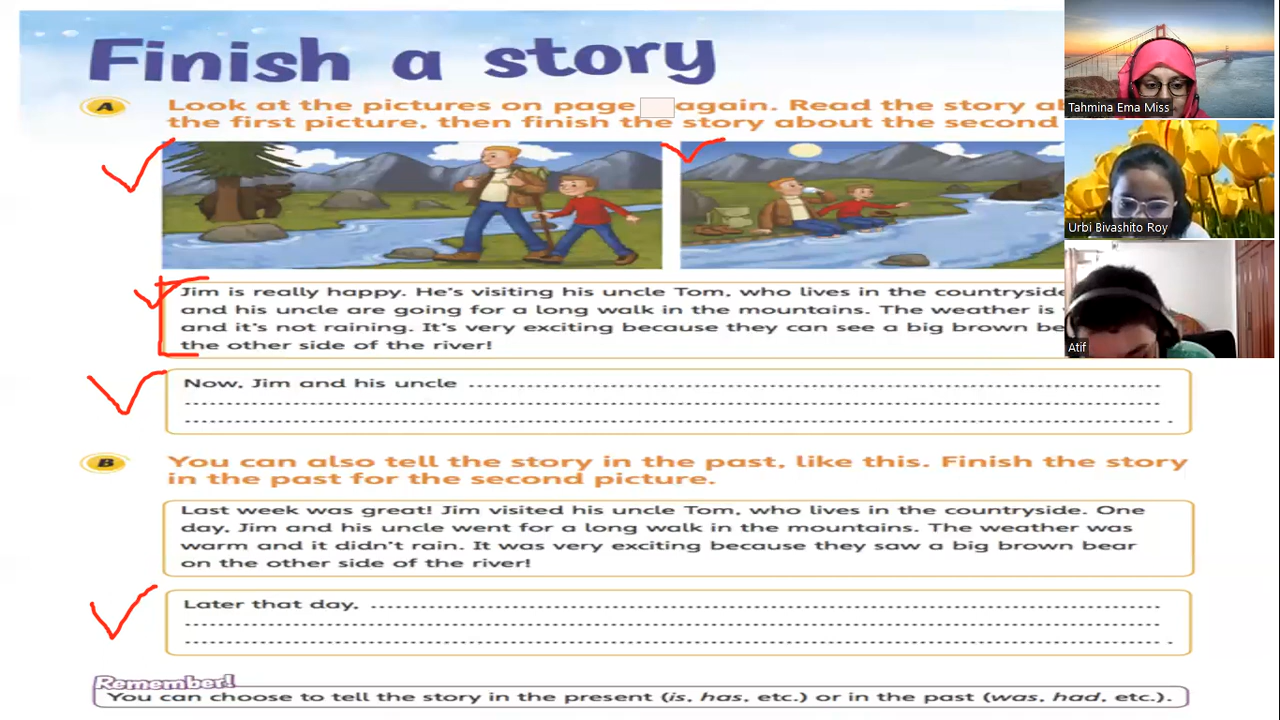 Finish a story
A Look at the pictures on page again. Read the story
the first picture, then finish the story about the second
Jim is really happy. He's visiting his uncle Tom, who lives in the countryside
and his uncle are going for a long walk in the mountains. The weather is
and it's not raining. It's very exciting because they can see a big brown
the other side of the river!
Now, Jim and his uncle
B You can also tell the story in the past, like this. Finish the story
in the past for the second picture.
Last week was great! Jim visited his uncle Tom, who lives in the countryside. One
day, Jim and his uncle went for a long walk in the mountains. The weather was
warm and it didn't rain. It was very exciting because they saw a big brown bear
on the other side of the river!
Later that day,
Remember!
You can choose to tell the story in the present (is, has, etc.) or in the past (was, had, etc.).
Tahmina Ema Miss
Urbi Bivashito Roy
Atif